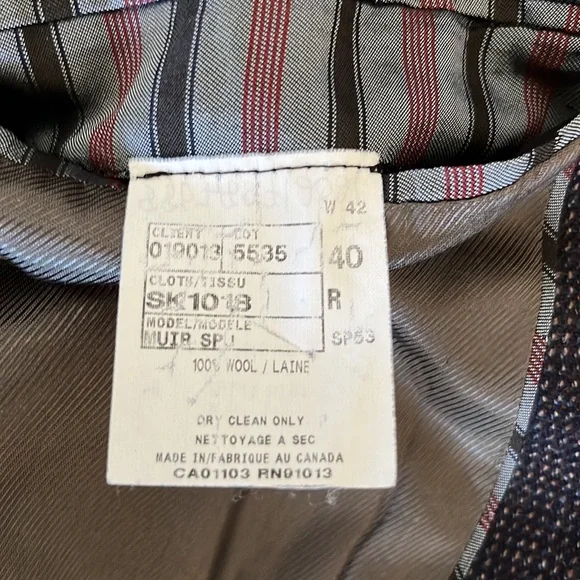 W 42
CLIENT LOT
019013 5535 40
CLOTH/TISSU
SK1018 R
MODEL/MODELE
MUIR SPU SP53
100% WOOL / LAINE
DRY CLEAN ONLY
NETTOYAGE A SEC
MADE IN/FABRIQUE AU CANADA
CA01103 RN91013